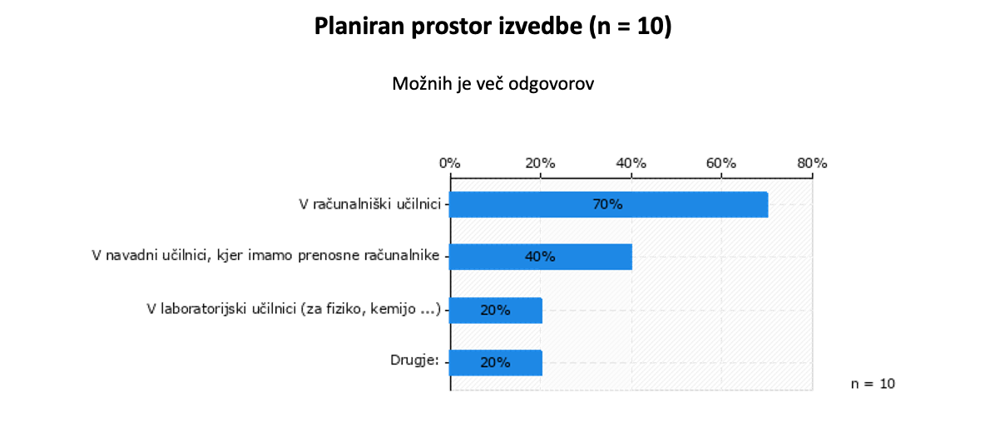 Planiran prostor izvedbe (n = 10)
Možnih je več odgovorov
0% 20% 40% 60% 80%
V računalniški učilnici 70%
V navadni učilnici, kjer imamo prenosne računalnike 40%
V laboratorijski učilnici (za fiziko, kemijo ...) 20%
Drugje: 20%
n = 10